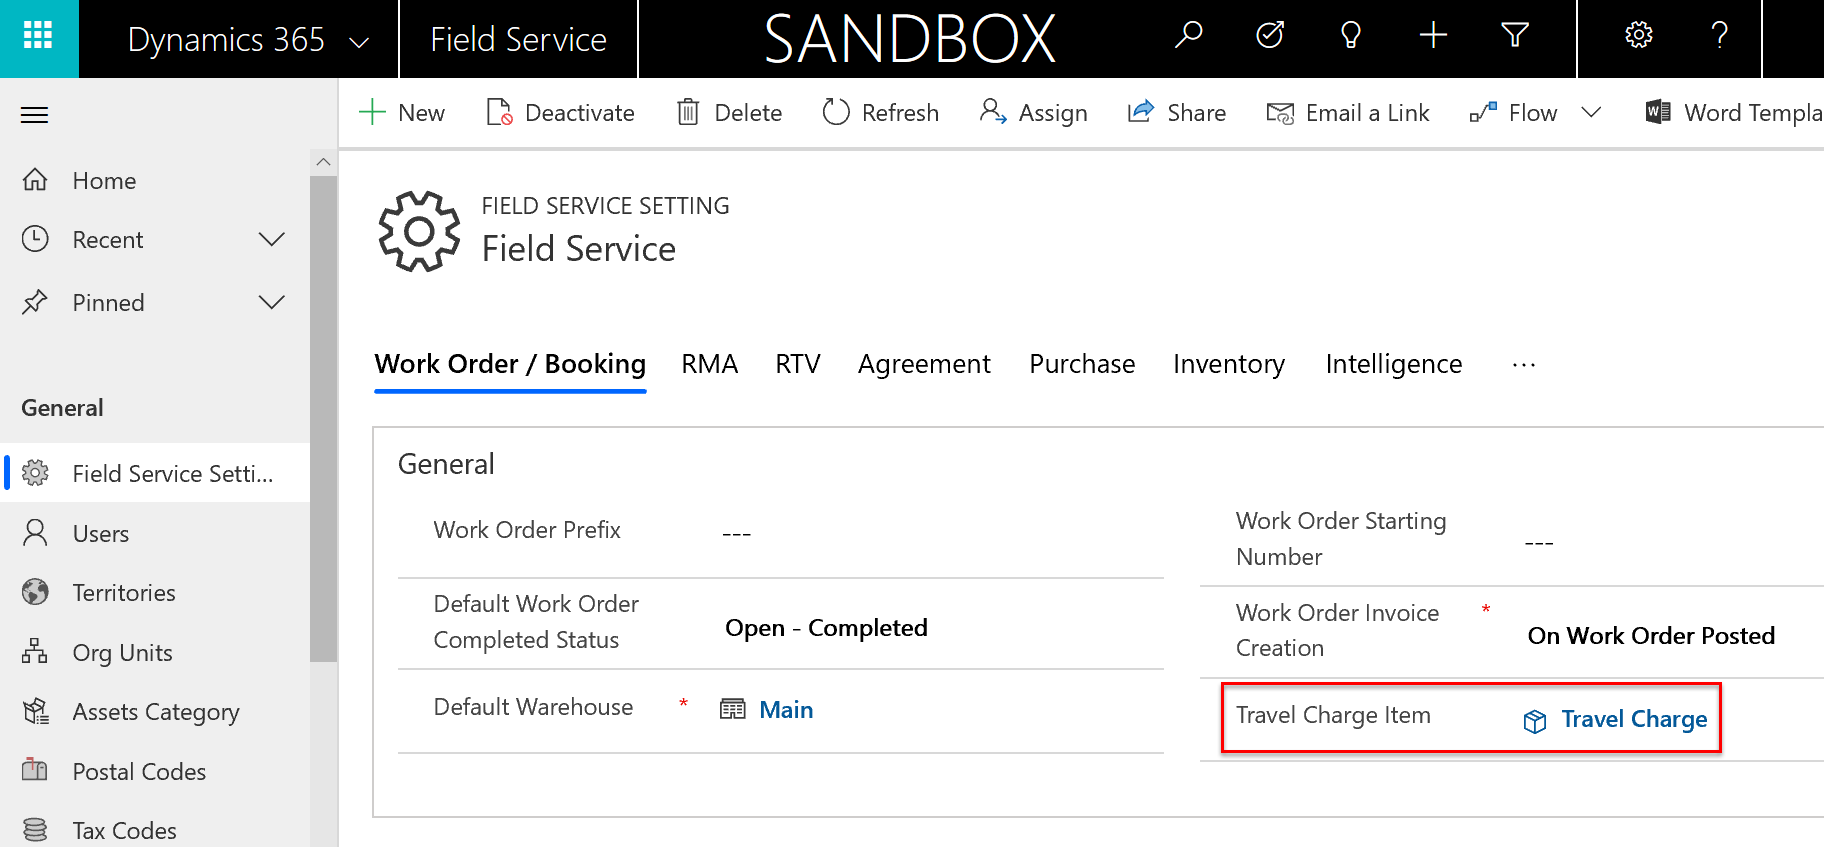 Dynamics 365
Field Service
SANDBOX
?
New
Deactivate
Delete
Refresh
Assign
Share
Email a Link
Flow
Word Templa
Home
Recent
Pinned
General
Field Service Setti...
Users
Territories
Org Units
Assets Category
Postal Codes
Tax Codes
FIELD SERVICE SETTING
Field Service
Work Order / Booking
RMA
RTV
Agreement
Purchase
Inventory
Intelligence
...
General
Work Order Prefix
---
Work Order Starting
Number
---
Default Work Order
Completed Status
Open - Completed
Work Order Invoice
Creation
*
On Work Order Posted
Default Warehouse
*
Main
Travel Charge Item
Travel Charge